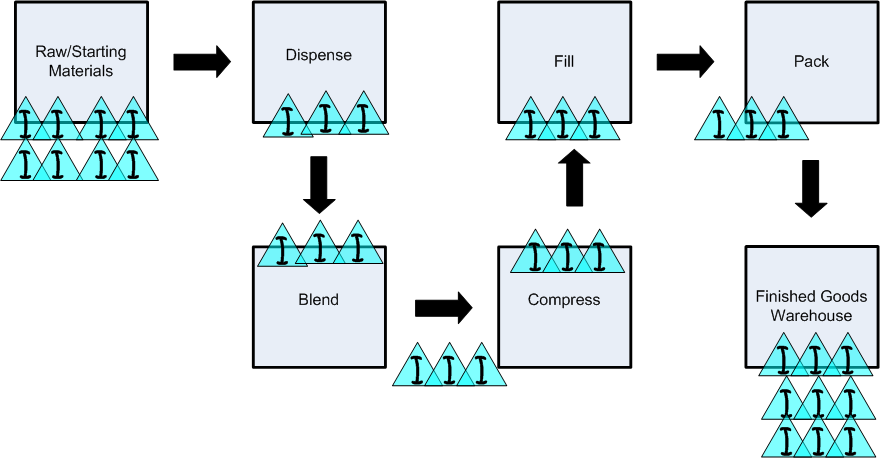 Raw/Starting
Materials
I I I I
I I I I
Dispense
I I I
I I I
Blend
I I I
I I I
Compress
Fill
I I I
Pack
I I I
Finished Goods
Warehouse
I I I
I I I
I I I